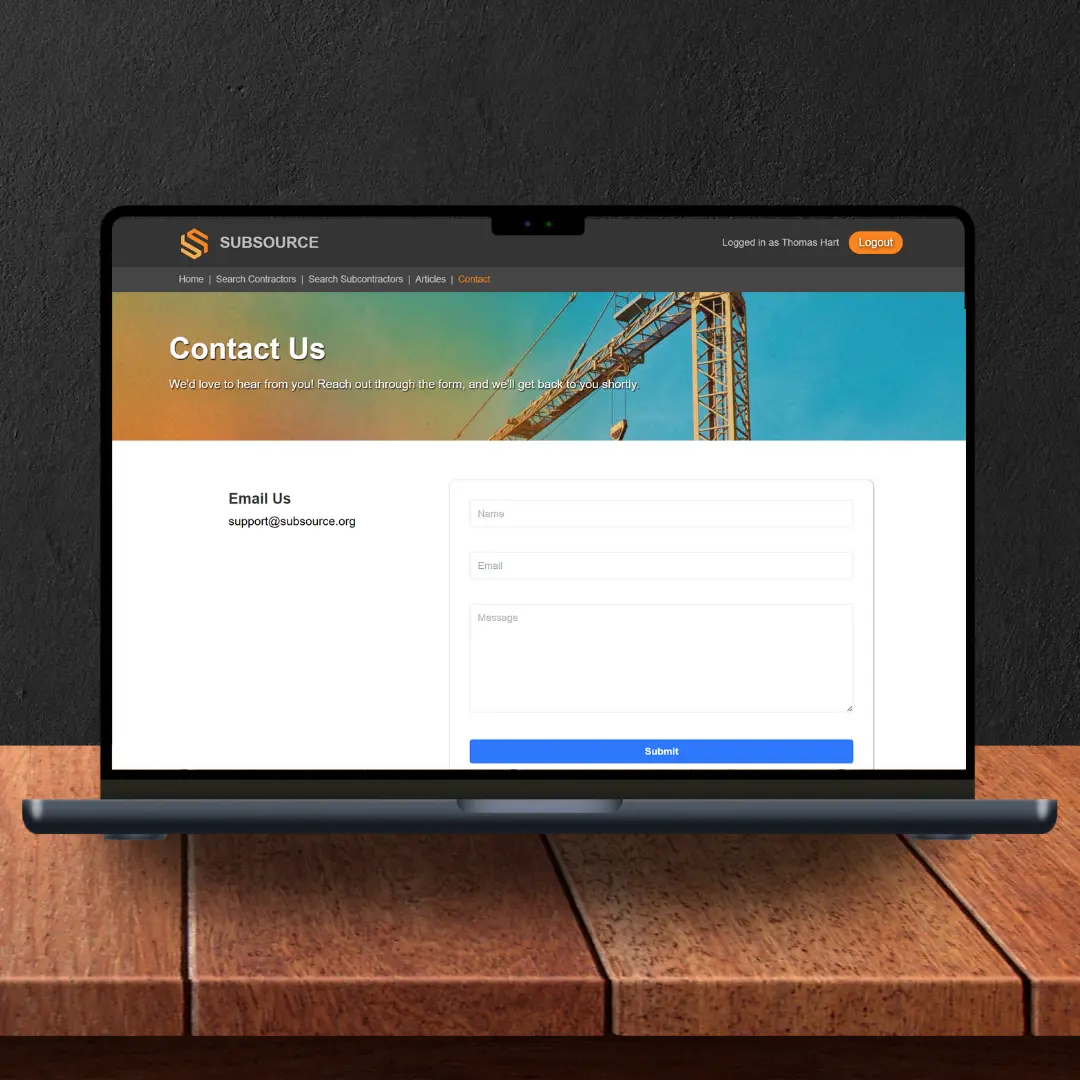 SUBSOURCE
Logged in as Thomas Hart
Logout
Home | Search Contractors | Search Subcontractors | Articles | Contact
Contact Us
We'd love to hear from you! Reach out through the form, and we'll get back to you shortly.
Email Us
support@subsource.org
Name
Email
Message
Submit